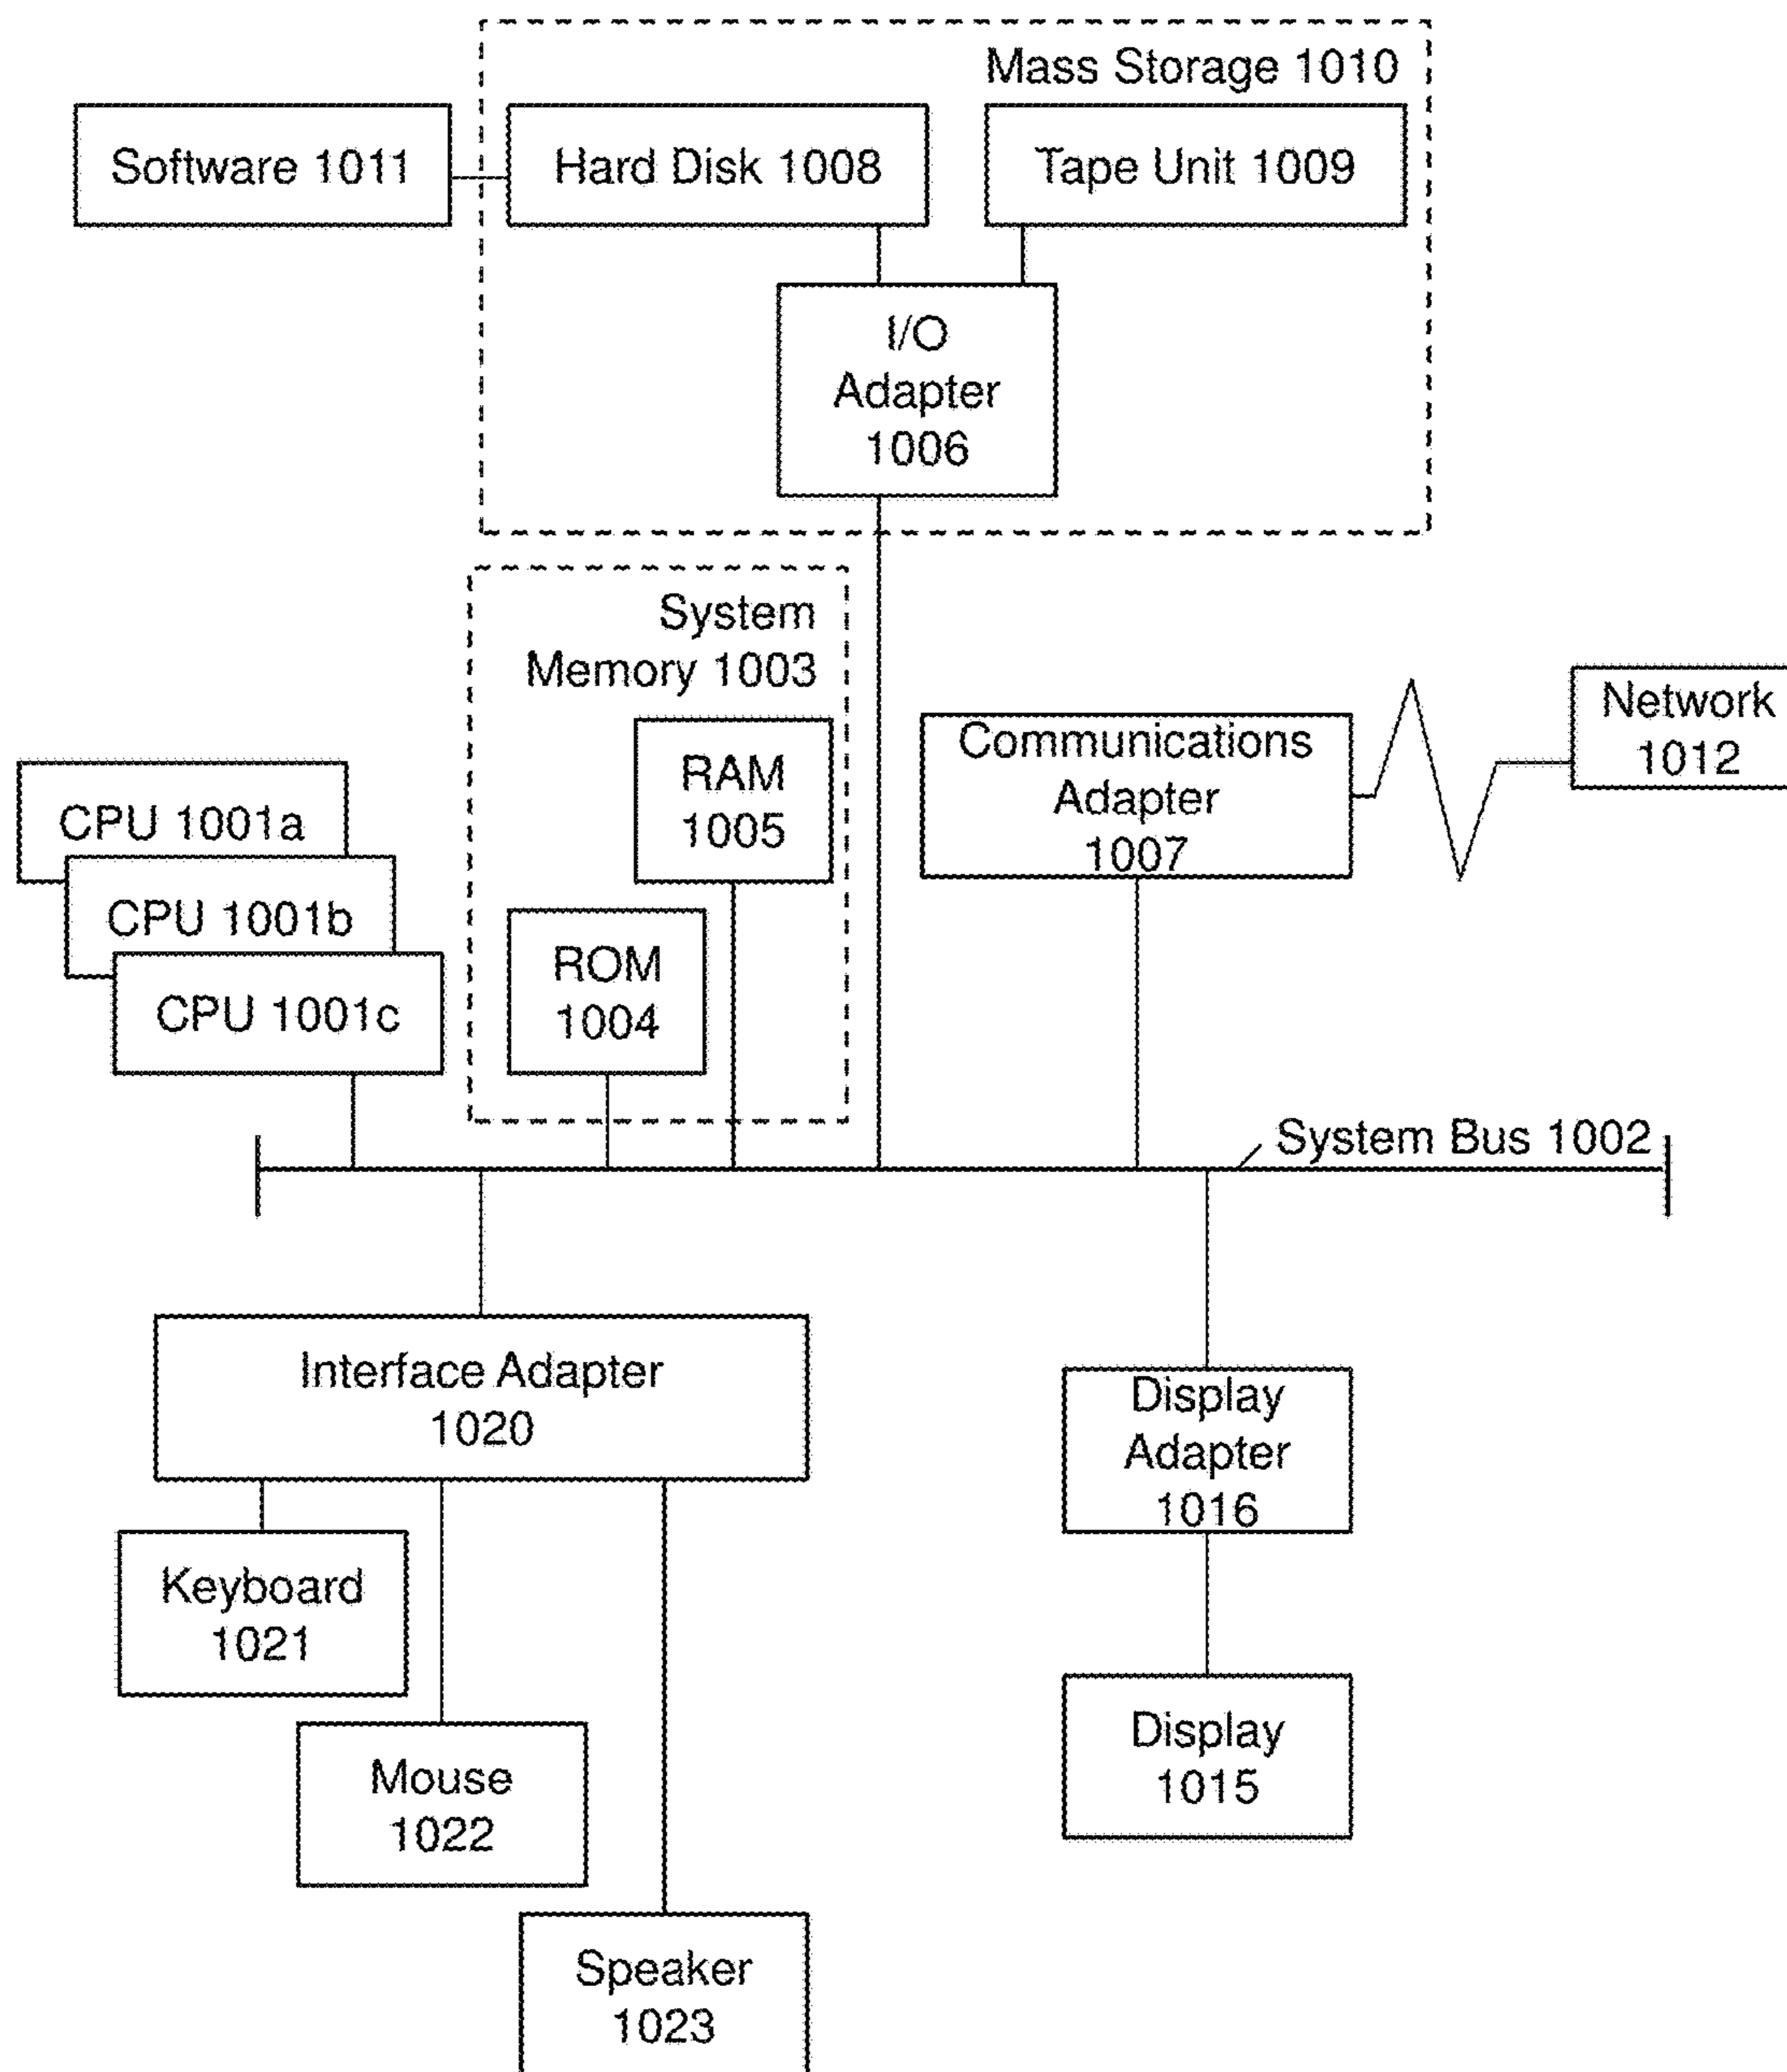 Mass Storage 1010
Software 1011
Hard Disk 1008
Tape Unit 1009
I/O
Adapter
1006
System
Memory 1003
RAM
1005
ROM
1004
Communications
Adapter
1007
Network
1012
CPU 1001a
CPU 1001b
CPU 1001c
System Bus 1002
Interface Adapter
1020
Display
Adapter
1016
Keyboard
1021
Mouse
1022
Display
1015
Speaker
1023